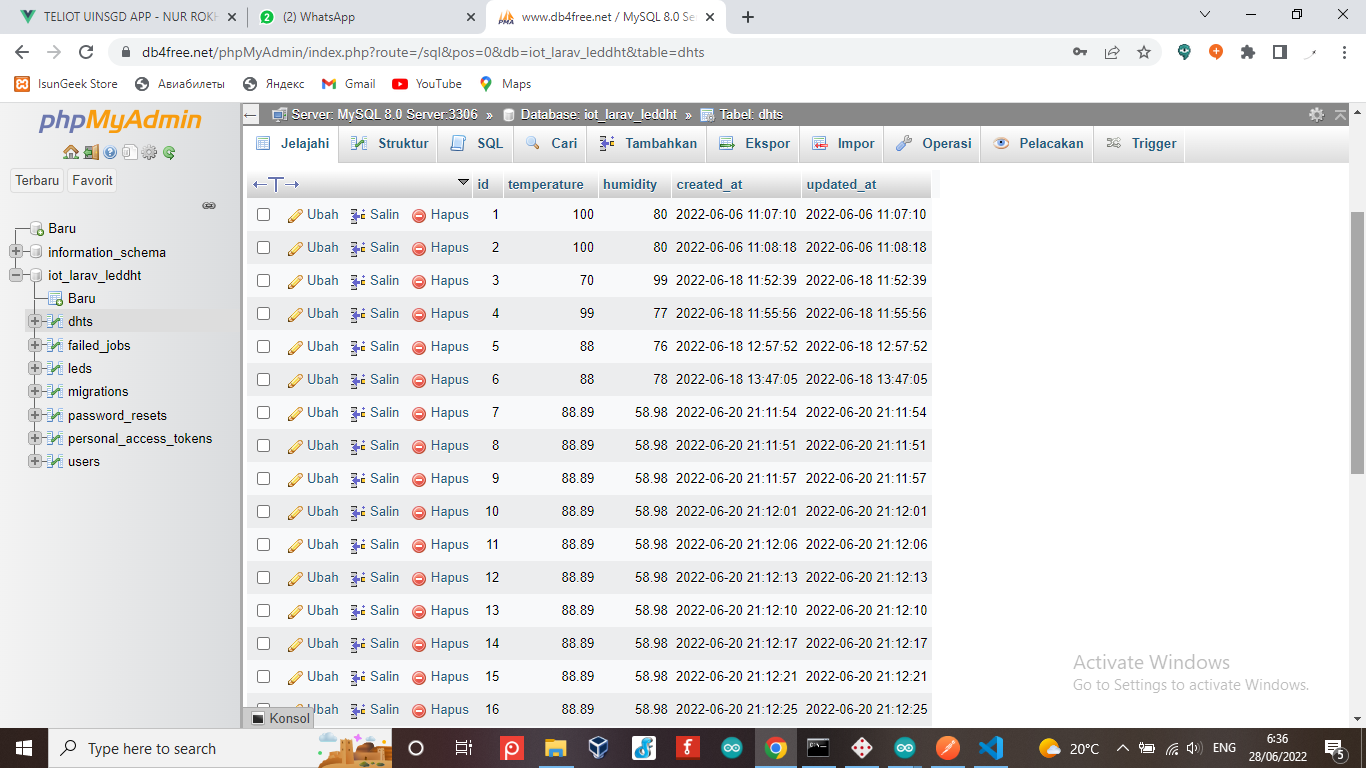 TELIOT UINSGD APP - NUR ROKH
(2) WhatsApp
www.db4free.net / MySQL 8.0 Se
db4free.net/phpMyAdmin/index.php?route=/sql&pos=0&db=iot_larav_leddht&table=dhts
IsunGeek Store Авиабилеты Яндекс Gmail YouTube Maps
phpMyAdmin
Terbaru Favorit
Baru
information_schema
iot_larav_leddht
Baru
dhts
failed_jobs
leds
migrations
password_resets
personal_access_tokens
users
Server: MySQL 8.0 Server:3306 » Database: iot_larav_leddht » Tabel: dhts
Jelajahi Struktur SQL Cari Tambahkan Ekspor Impor Operasi Pelacakan Trigger
←T→ id temperature humidity created_at updated_at
Ubah Salin Hapus 1 100 80 2022-06-06 11:07:10 2022-06-06 11:07:10
Ubah Salin Hapus 2 100 80 2022-06-06 11:08:18 2022-06-06 11:08:18
Ubah Salin Hapus 3 70 99 2022-06-18 11:52:39 2022-06-18 11:52:39
Ubah Salin Hapus 4 99 77 2022-06-18 11:55:56 2022-06-18 11:55:56
Ubah Salin Hapus 5 88 76 2022-06-18 12:57:52 2022-06-18 12:57:52
Ubah Salin Hapus 6 88 78 2022-06-18 13:47:05 2022-06-18 13:47:05
Ubah Salin Hapus 7 88.89 58.98 2022-06-20 21:11:54 2022-06-20 21:11:54
Ubah Salin Hapus 8 88.89 58.98 2022-06-20 21:11:51 2022-06-20 21:11:51
Ubah Salin Hapus 9 88.89 58.98 2022-06-20 21:11:57 2022-06-20 21:11:57
Ubah Salin Hapus 10 88.89 58.98 2022-06-20 21:12:01 2022-06-20 21:12:01
Ubah Salin Hapus 11 88.89 58.98 2022-06-20 21:12:06 2022-06-20 21:12:06
Ubah Salin Hapus 12 88.89 58.98 2022-06-20 21:12:13 2022-06-20 21:12:13
Ubah Salin Hapus 13 88.89 58.98 2022-06-20 21:12:10 2022-06-20 21:12:10
Ubah Salin Hapus 14 88.89 58.98 2022-06-20 21:12:17 2022-06-20 21:12:17
Ubah Salin Hapus 15 88.89 58.98 2022-06-20 21:12:21 2022-06-20 21:12:21
Ubah Salin Hapus 16 88.89 58.98 2022-06-20 21:12:25 2022-06-20 21:12:25
Konsol
Activate Windows
Go to Settings to activate Windows.
Type here to search
20°C ENG
6:36
28/06/2022
5